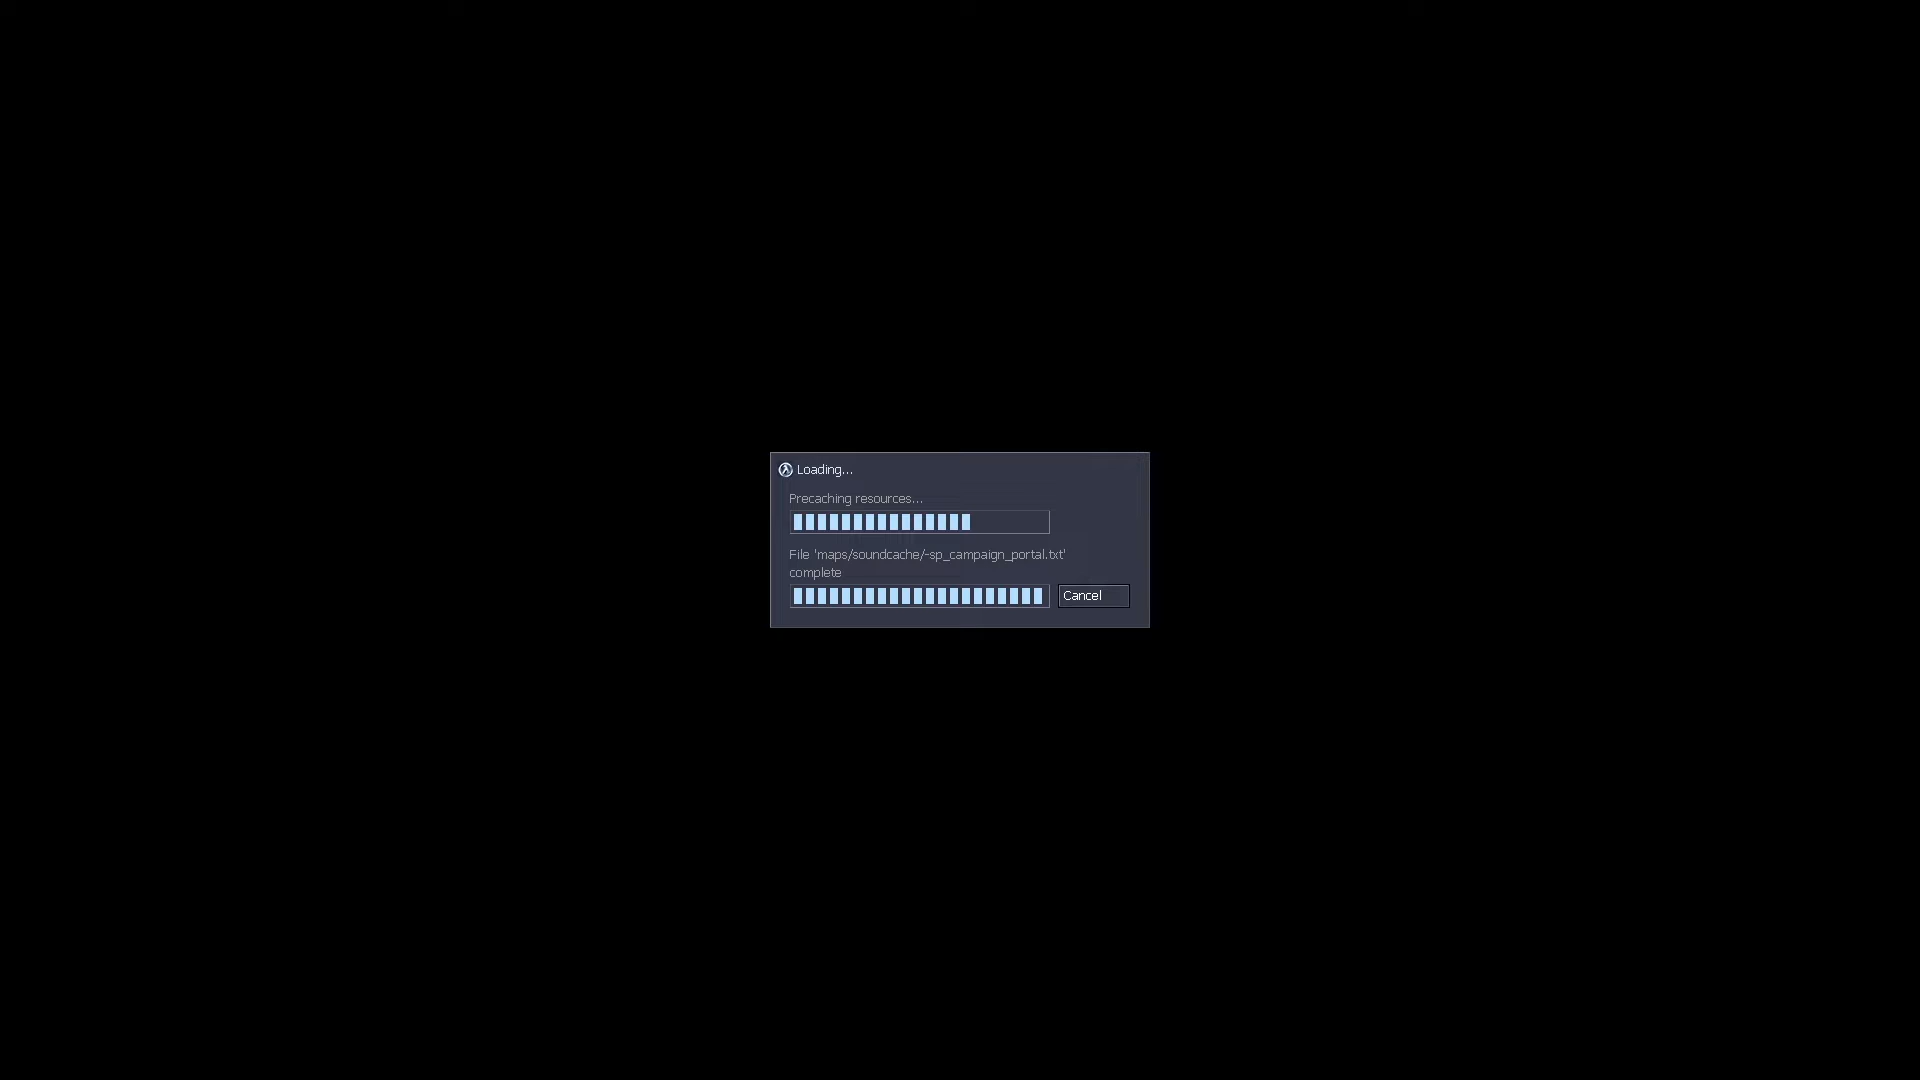 Loading...
Precaching resources...
File 'maps/soundcache/-sp_campaign_portal.txt'
complete
Cancel